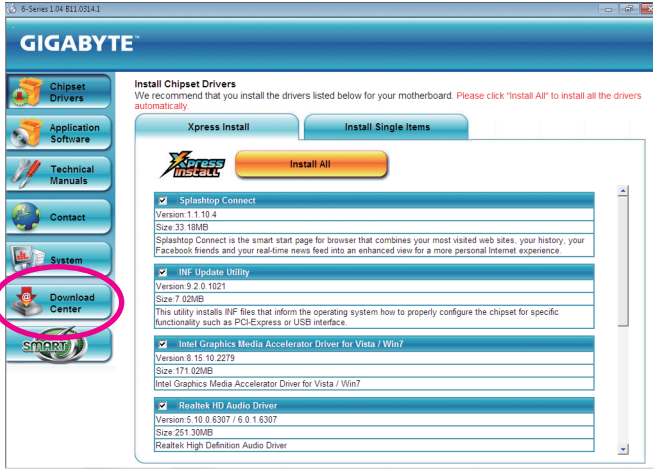 6-Series 1.04 B11.0314.1
GIGABYTE™
Chipset
Drivers
Application
Software
Technical
Manuals
Contact
System
Download
Center
SMART
Install Chipset Drivers
We recommend that you install the drivers listed below for your motherboard. Please click "Install All" to install all the drivers
automatically.
Xpress Install
Install Single Items
Xpress
Install
Install All
Splashtop Connect
Version:1.1.10.4
Size:33.18MB
Splashtop Connect is the smart start page for browser that combines your most visited web sites, your history, your
Facebook friends and your real-time news feed into an enhanced view for a more personal Internet experience.
INF Update Utility
Version:9.2.0.1021
Size:7.02MB
This utility installs INF files that inform the operating system how to properly configure the chipset for specific
functionality such as PCI-Express or USB interface.
Intel Graphics Media Accelerator Driver for Vista / Win7
Version:8.15.10.2279
Size:171.02MB
Intel Graphics Media Accelerator Driver for Vista / Win7
Realtek HD Audio Driver
Version:5.10.0.6307 / 6.0.1.6307
Size:251.30MB
Realtek High Definition Audio Driver